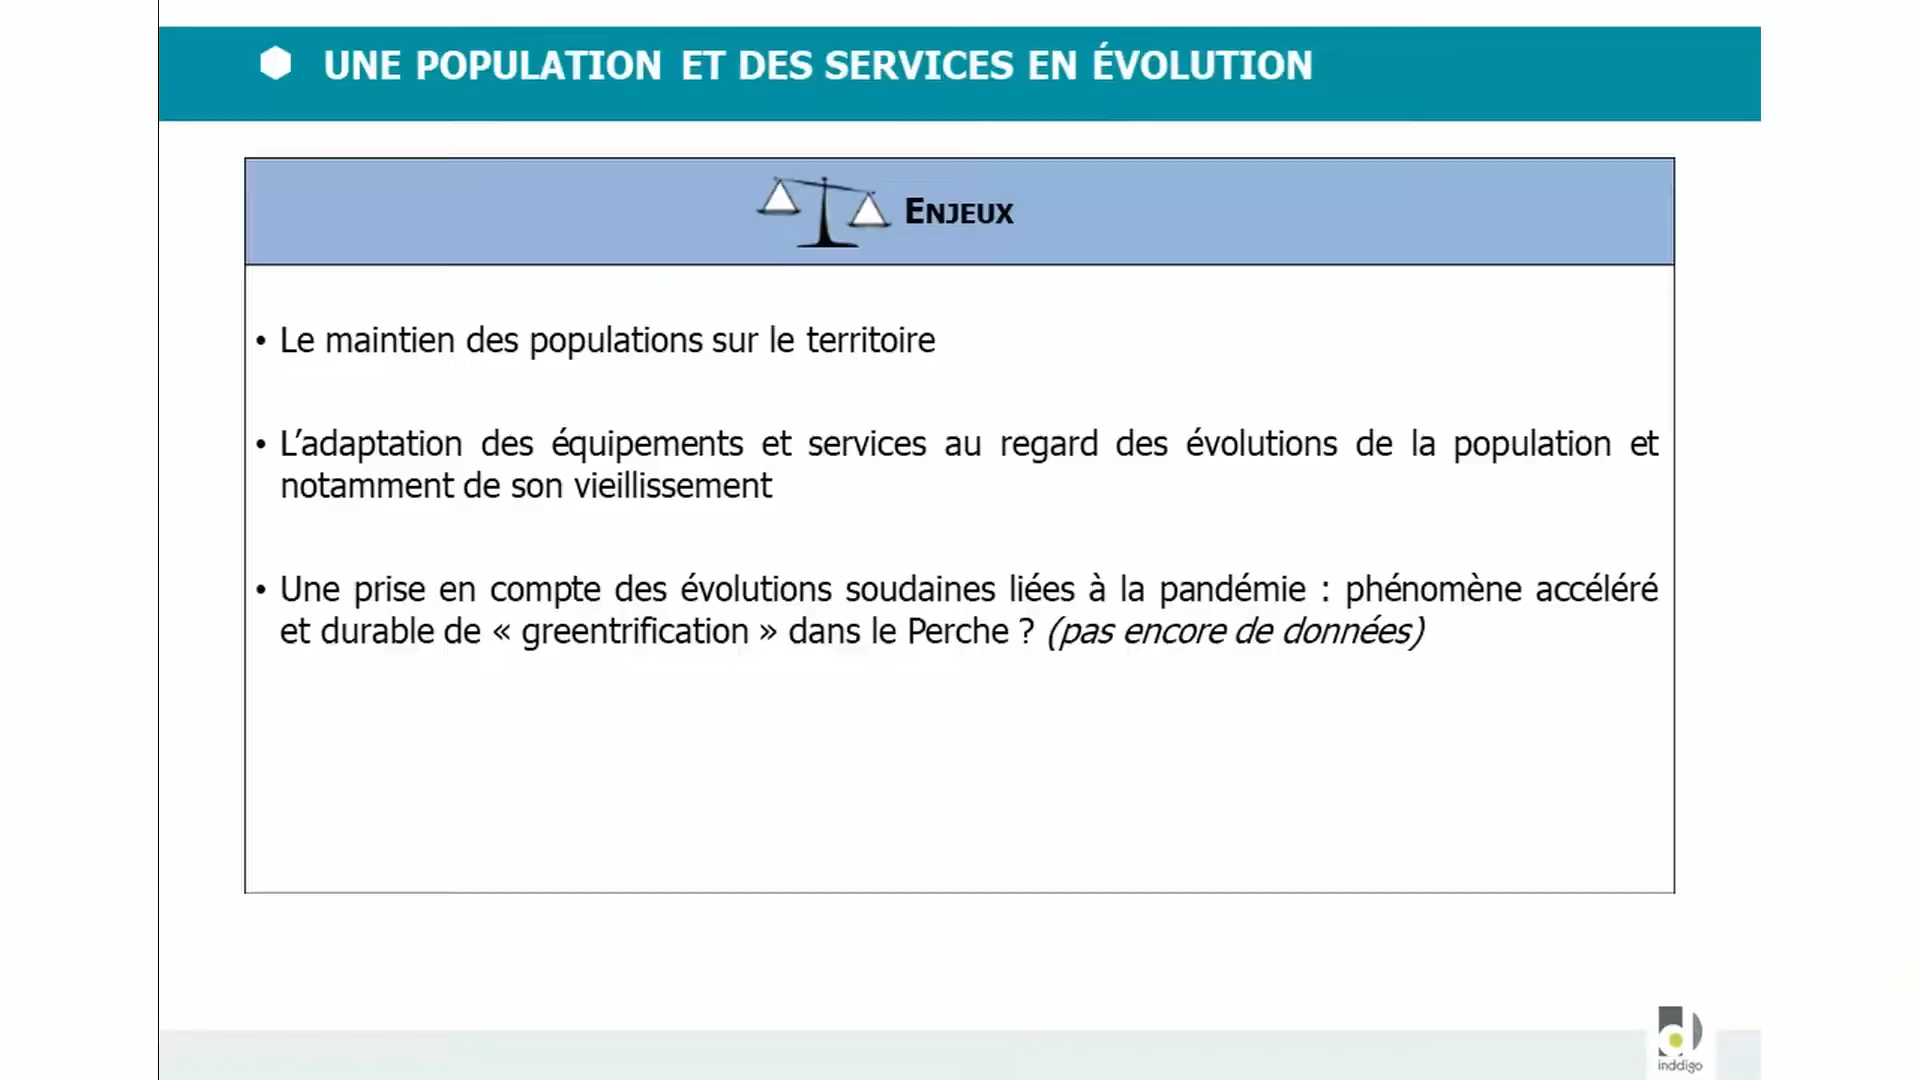 UNE POPULATION ET DES SERVICES EN ÉVOLUTION
ENJEUX
• Le maintien des populations sur le territoire
• L’adaptation des équipements et services au regard des évolutions de la population et
notamment de son vieillissement
• Une prise en compte des évolutions soudaines liées à la pandémie : phénomène accéléré
et durable de « greentrification » dans le Perche ? (pas encore de données)
inddigo